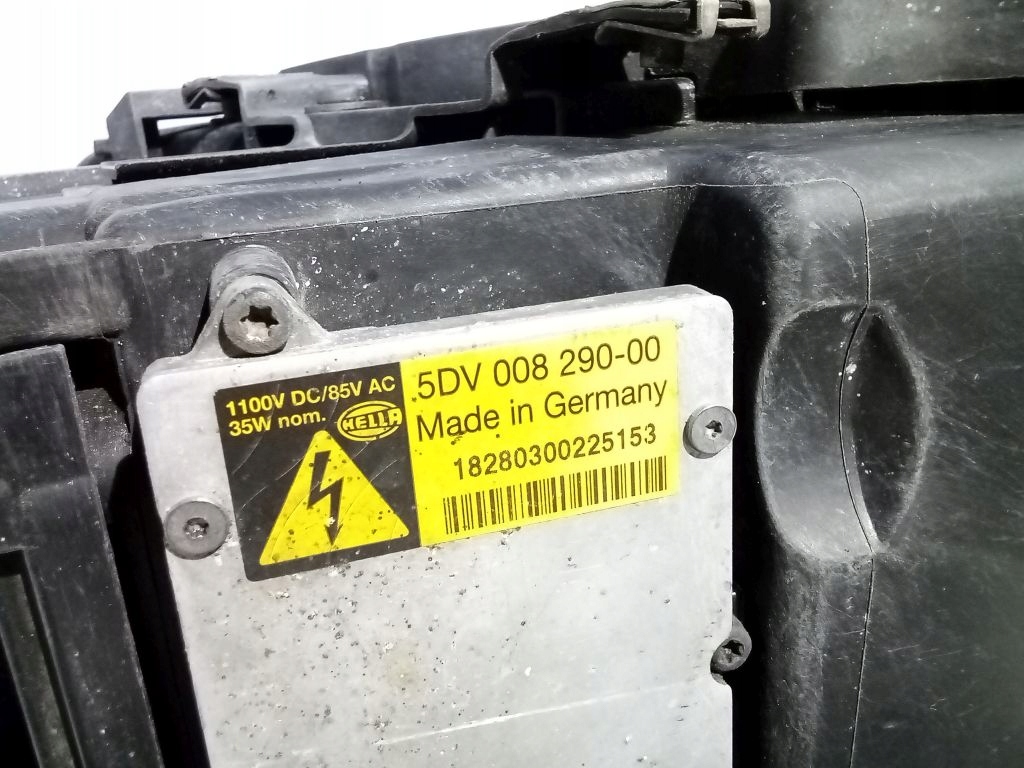 1100V DC/85V AC
35W nom.
HELLA
5DV 008 290-00
Made in Germany
18280300225153